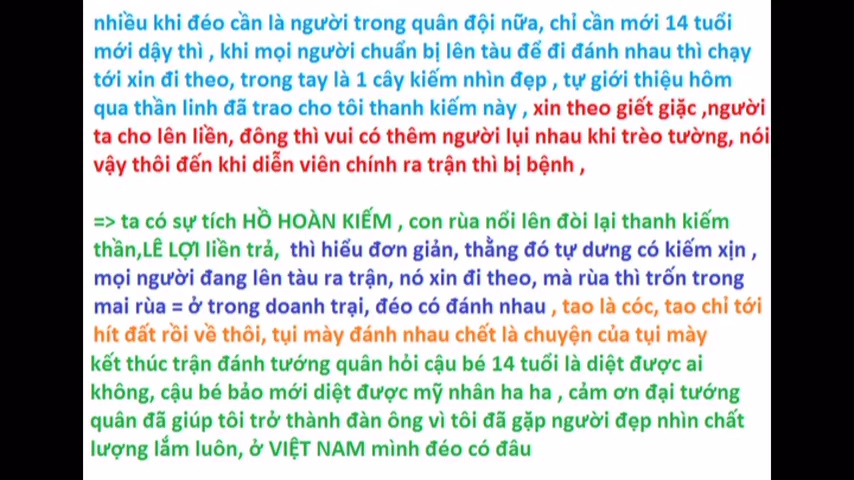 nhiều khi đéo cần là người trong quân đội nữa, chỉ cần mới 14 tuổi
mới dậy thì , khi mọi người chuẩn bị lên tàu để đi đánh nhau thì chạy
tới xin đi theo, trong tay là 1 cây kiếm nhìn đẹp , tự giới thiệu hôm
qua thần linh đã trao cho tôi thanh kiếm này , xin theo giết giặc ,người
ta cho lên liền, đông thì vui có thêm người lụi nhau khi trèo tường, nói
vậy thôi đến khi diễn viên chính ra trận thì bị bệnh ,
=> ta có sự tích HỒ HOÀN KIẾM , con rùa nổi lên đòi lại thanh kiếm
thần,LÊ LỢI liền trả, thì hiểu đơn giản, thằng đó tự dưng có kiếm xịn ,
mọi người đang lên tàu ra trận, nó xin đi theo, mà rùa thì trốn trong
mai rùa = ở trong doanh trại, đéo có đánh nhau , tao là cóc, tao chỉ tới
hít đất rồi về thôi, tụi mày đánh nhau chết là chuyện của tụi mày
kết thúc trận đánh tướng quân hỏi cậu bé 14 tuổi là diệt được ai
không, cậu bé bảo mới diệt được mỹ nhân ha ha , cảm ơn đại tướng
quân đã giúp tôi trở thành đàn ông vì tôi đã gặp người đẹp nhìn chất
lượng lắm luôn, ở VIỆT NAM mình đéo có đâu